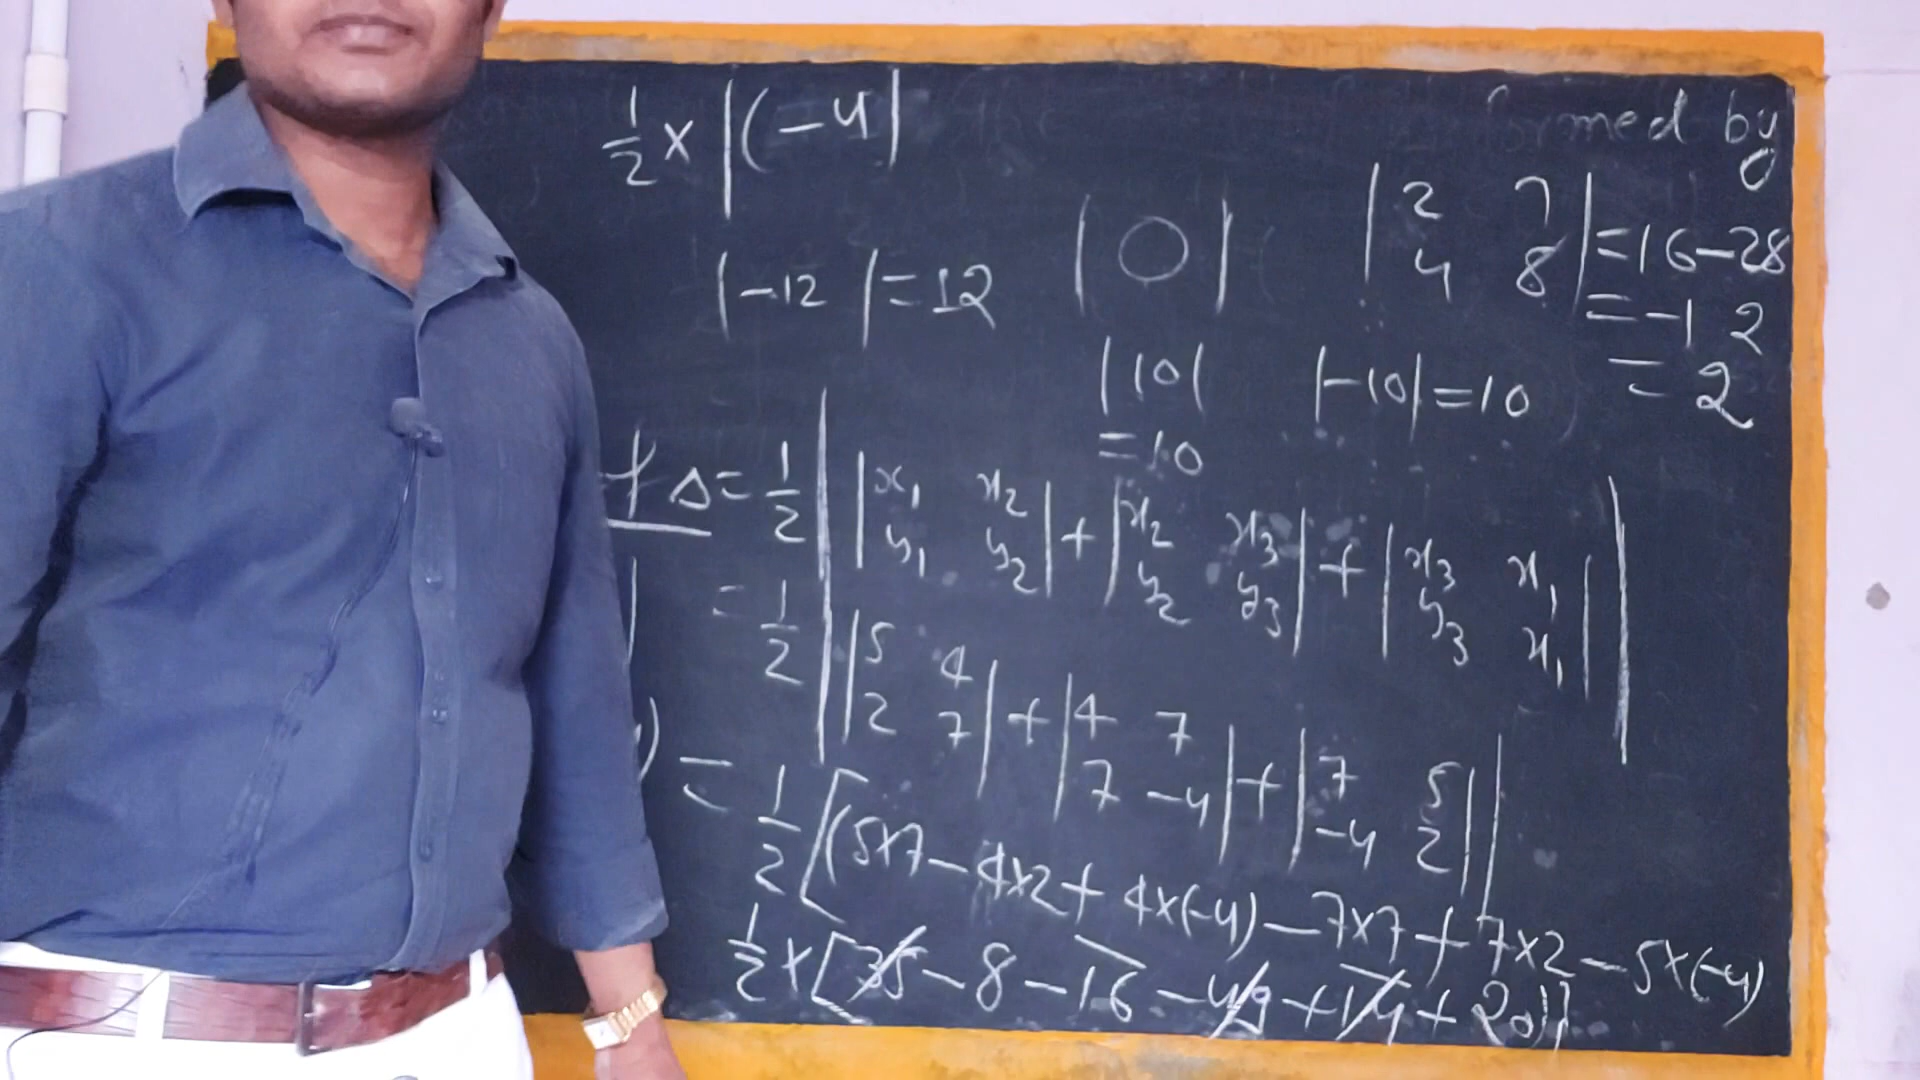 1/2 × |(-4|
formed by
|-12| = 12
|0|
|2 7|
|4 8| = 16-28
= -12
= 2
|10|
= 10
|-10| = 10
f Δ = 1/2 | |x₁ x₂| + |x₂ x₃| + |x₃ x₁| |
|y₁ y₂| |y₂ y₃| |y₃ x₁|
= 1/2 | |5 4| + |4 7| + |7 5| |
|2 7| |7 -4| |-4 2|
) = 1/2 [(5×7 - 4×2 + 4×(-4) - 7×7 + 7×2 - 5×(-4)
1/2 × [35 - 8 - 16 - 49 + 14 + 20]]